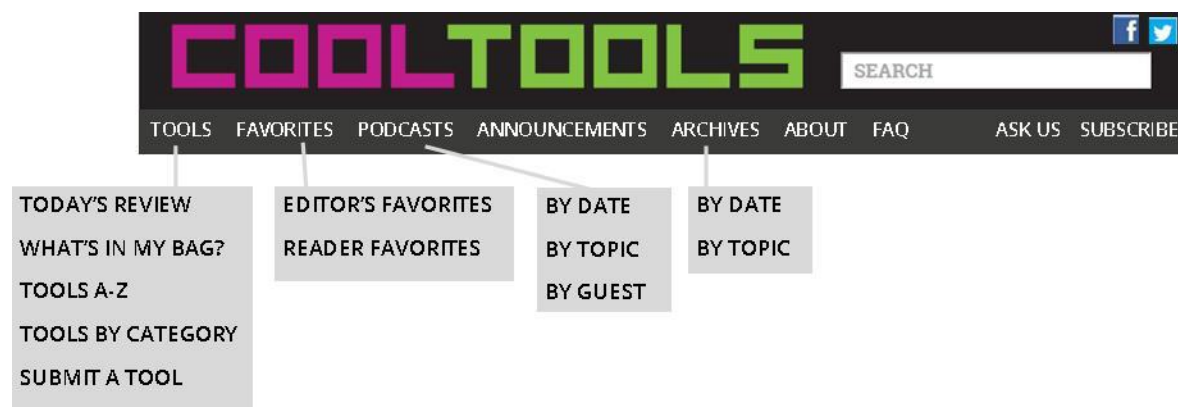 COOLTOOLS
f
SEARCH
TOOLS FAVORITES PODCASTS ANNOUNCEMENTS ARCHIVES ABOUT FAQ ASK US SUBSCRIBE
TODAY'S REVIEW
WHAT'S IN MY BAG?
TOOLS A-Z
TOOLS BY CATEGORY
SUBMIT A TOOL
EDITOR'S FAVORITES
READER FAVORITES
BY DATE
BY TOPIC
BY GUEST
BY DATE
BY TOPIC